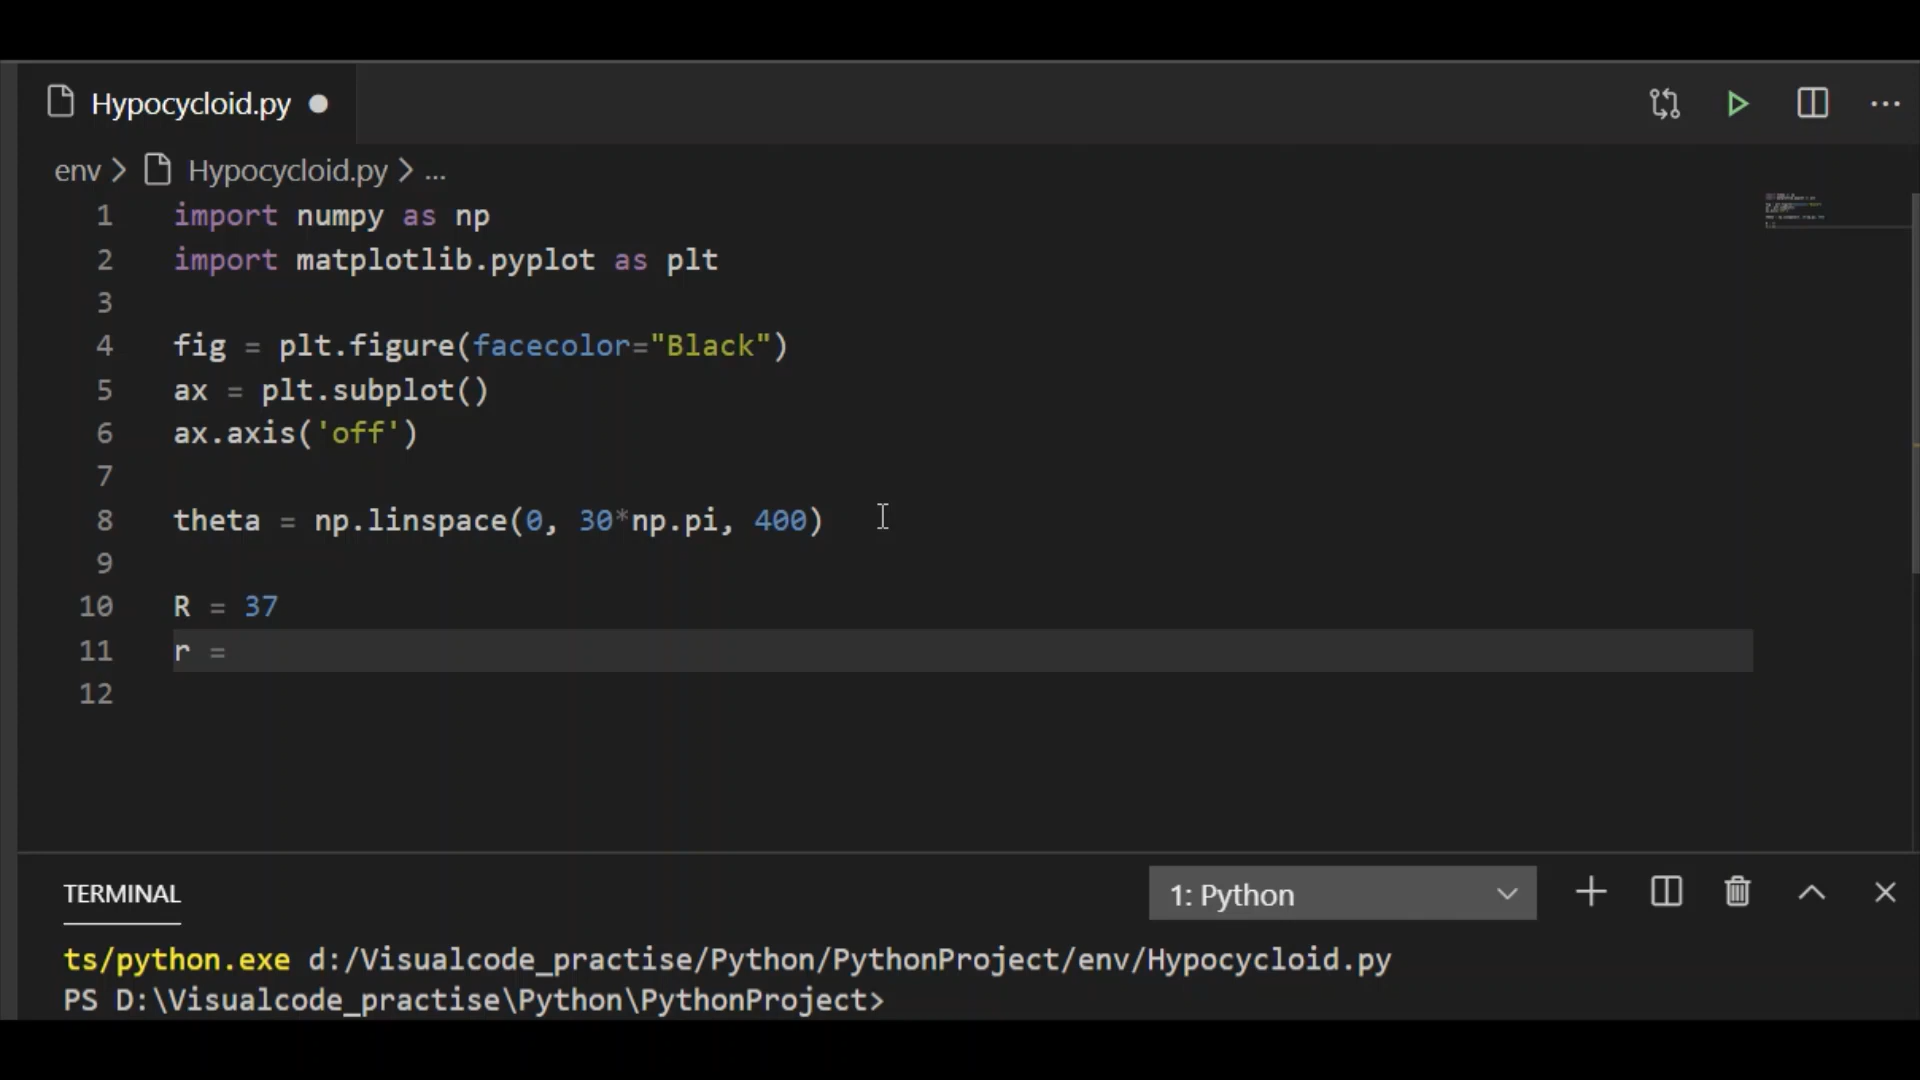 Hypocycloid.py
env > Hypocycloid.py > ...
1 import numpy as np
2 import matplotlib.pyplot as plt
3
4 fig = plt.figure(facecolor="Black")
5 ax = plt.subplot()
6 ax.axis('off')
7
8 theta = np.linspace(0, 30*np.pi, 400)
9
10 R = 37
11 r =
12
TERMINAL
1: Python
ts/python.exe d:/Visualcode_practise/Python/PythonProject/env/Hypocycloid.py
PS D:\Visualcode_practise\Python\PythonProject>